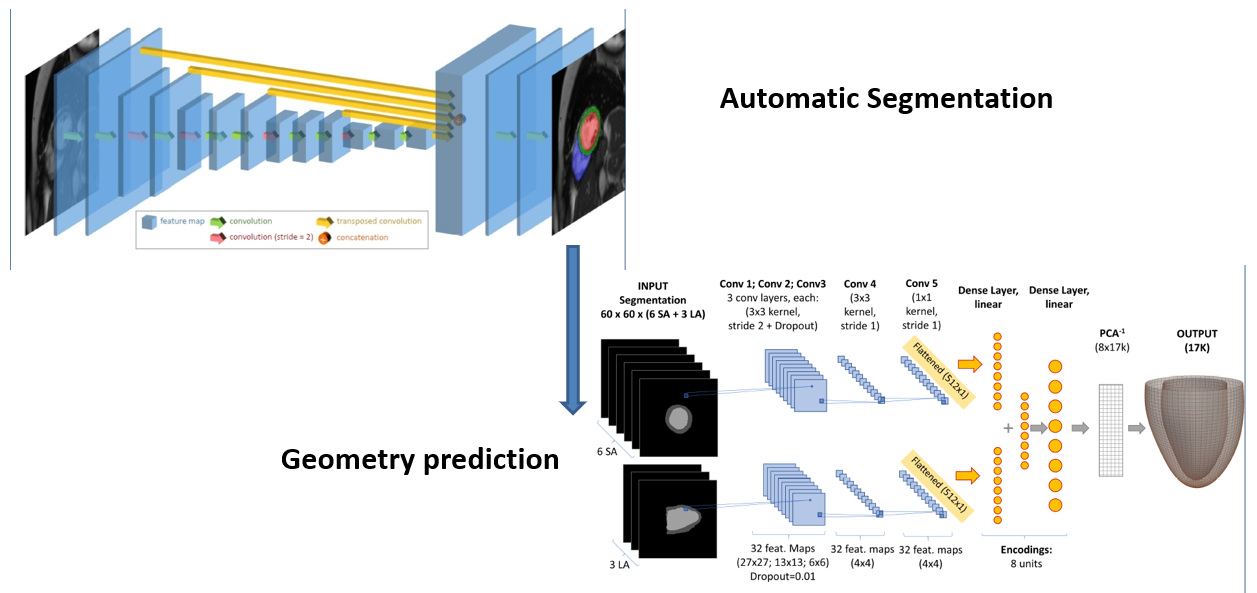 Automatic Segmentation
feature map
convolution
transposed convolution
convolution (stride = 2)
concatenation
Geometry prediction
INPUT
Segmentation
60 x 60 x (6 SA + 3 LA)
Conv 1; Conv 2; Conv3
3 conv layers, each:
(3x3 kernel,
stride 2 + Dropout)
Conv 4
(3x3
kernel,
stride 1)
Conv 5
(1x1
kernel,
stride 1)
Dense Layer,
linear
Dense Layer,
linear
PCA⁻¹
(8x17k)
OUTPUT
(17K)
Flattened (512x1)
6 SA
+
Flattened (512x1)
3 LA
32 feat. Maps
(27x27; 13x13; 6x6)
Dropout=0.01
32 feat. maps
(4x4)
32 feat. maps
(4x4)
Encodings:
8 units